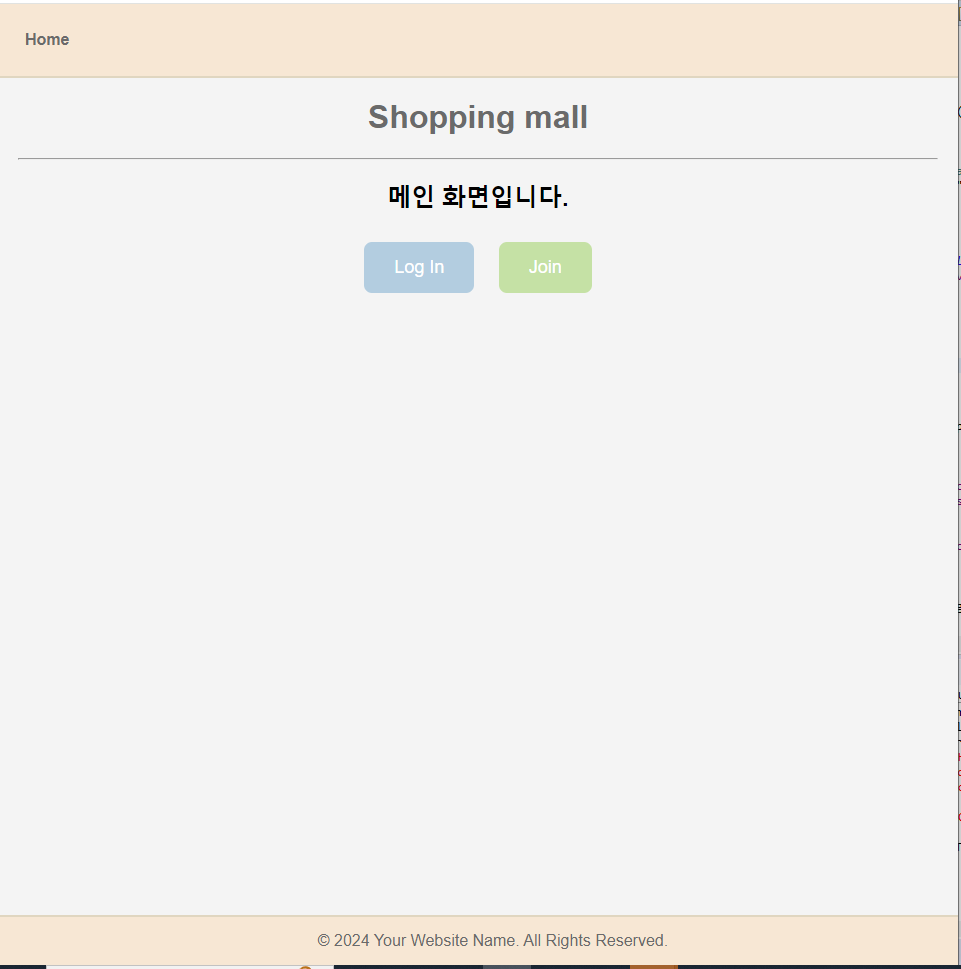 Home
Shopping mall
메인 화면입니다.
Log In
Join
© 2024 Your Website Name. All Rights Reserved.